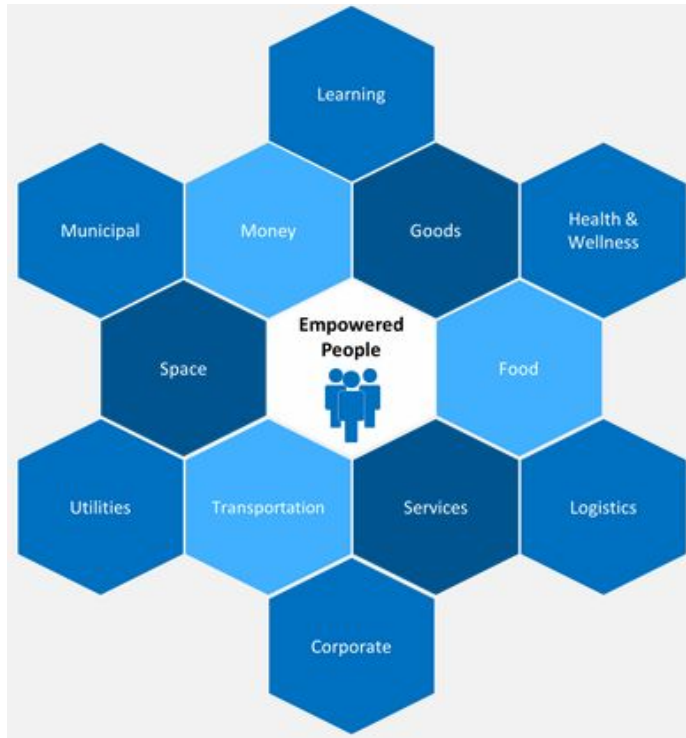 Learning
Municipal
Money
Goods
Health &
Wellness
Empowered
People
Space
Food
Utilities
Transportation
Services
Logistics
Corporate